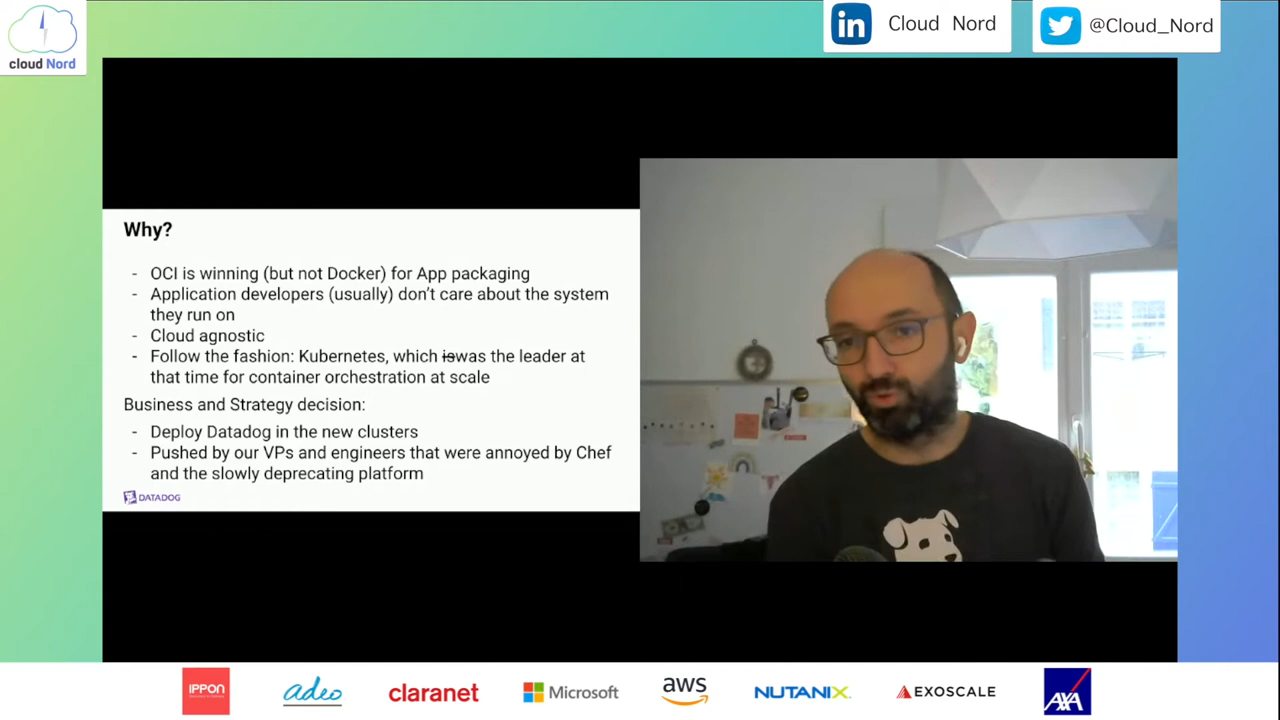 cloud Nord
Cloud Nord
@Cloud_Nord
Why?
- OCI is winning (but not Docker) for App packaging
- Application developers (usually) don't care about the system
they run on
- Cloud agnostic
- Follow the fashion: Kubernetes, which iswas the leader at
that time for container orchestration at scale
Business and Strategy decision:
- Deploy Datadog in the new clusters
- Pushed by our VPs and engineers that were annoyed by Chef
and the slowly deprecating platform
DATADOG
IPPON
adeo
claranet
Microsoft
aws
NUTANIX
EXOSCALE
AXA